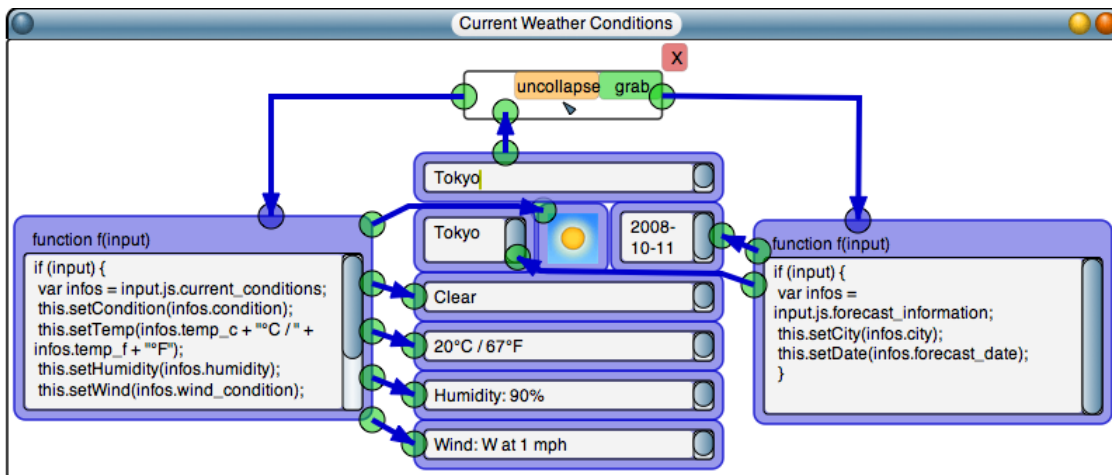 Current Weather Conditions
X
uncollapse grab
Tokyo
Tokyo
2008-
10-11
Clear
20°C / 67°F
Humidity: 90%
Wind: W at 1 mph
function f(input)
if (input) {
var infos = input.js.current_conditions;
this.setCondition(infos.condition);
this.setTemp(infos.temp_c + "°C / " +
infos.temp_f + "°F");
this.setHumidity(infos.humidity);
this.setWind(infos.wind_condition);
function f(input)
if (input) {
var infos =
input.js.forecast_information;
this.setCity(infos.city);
this.setDate(infos.forecast_date);
}